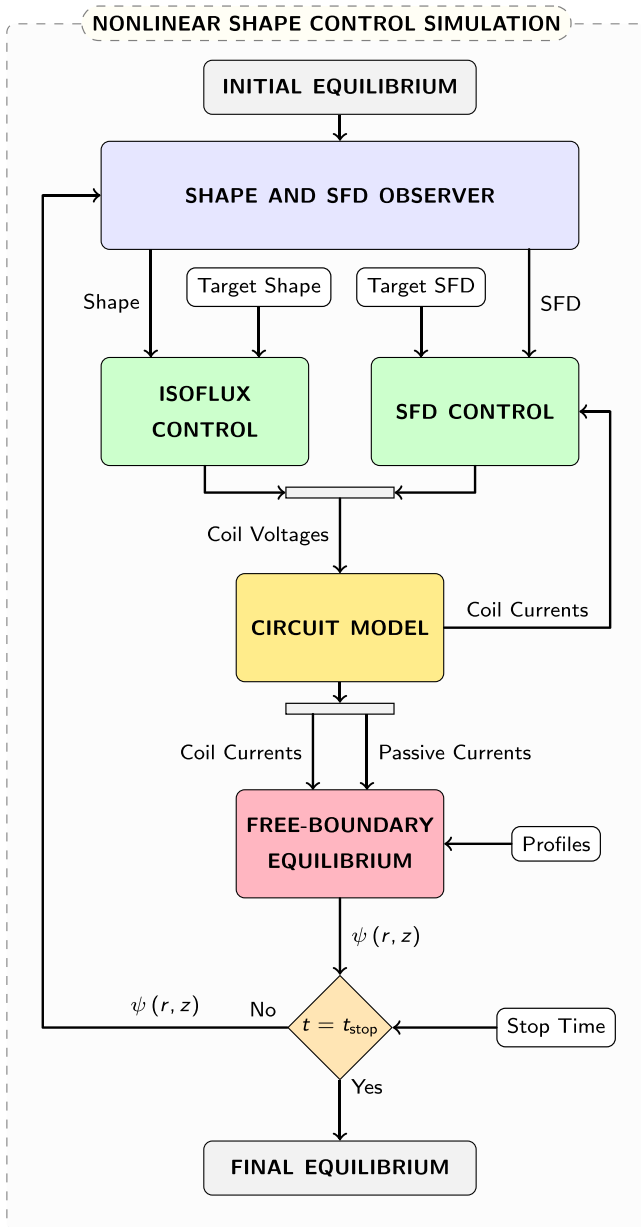 NONLINEAR SHAPE CONTROL SIMULATION
INITIAL EQUILIBRIUM
SHAPE AND SFD OBSERVER
Shape
Target Shape
Target SFD
SFD
ISOFLUX
CONTROL
SFD CONTROL
Coil Voltages
CIRCUIT MODEL
Coil Currents
Coil Currents
Passive Currents
FREE-BOUNDARY
EQUILIBRIUM
Profiles
ψ (r, z)
ψ (r, z)
No
t = t_stop
Stop Time
Yes
FINAL EQUILIBRIUM